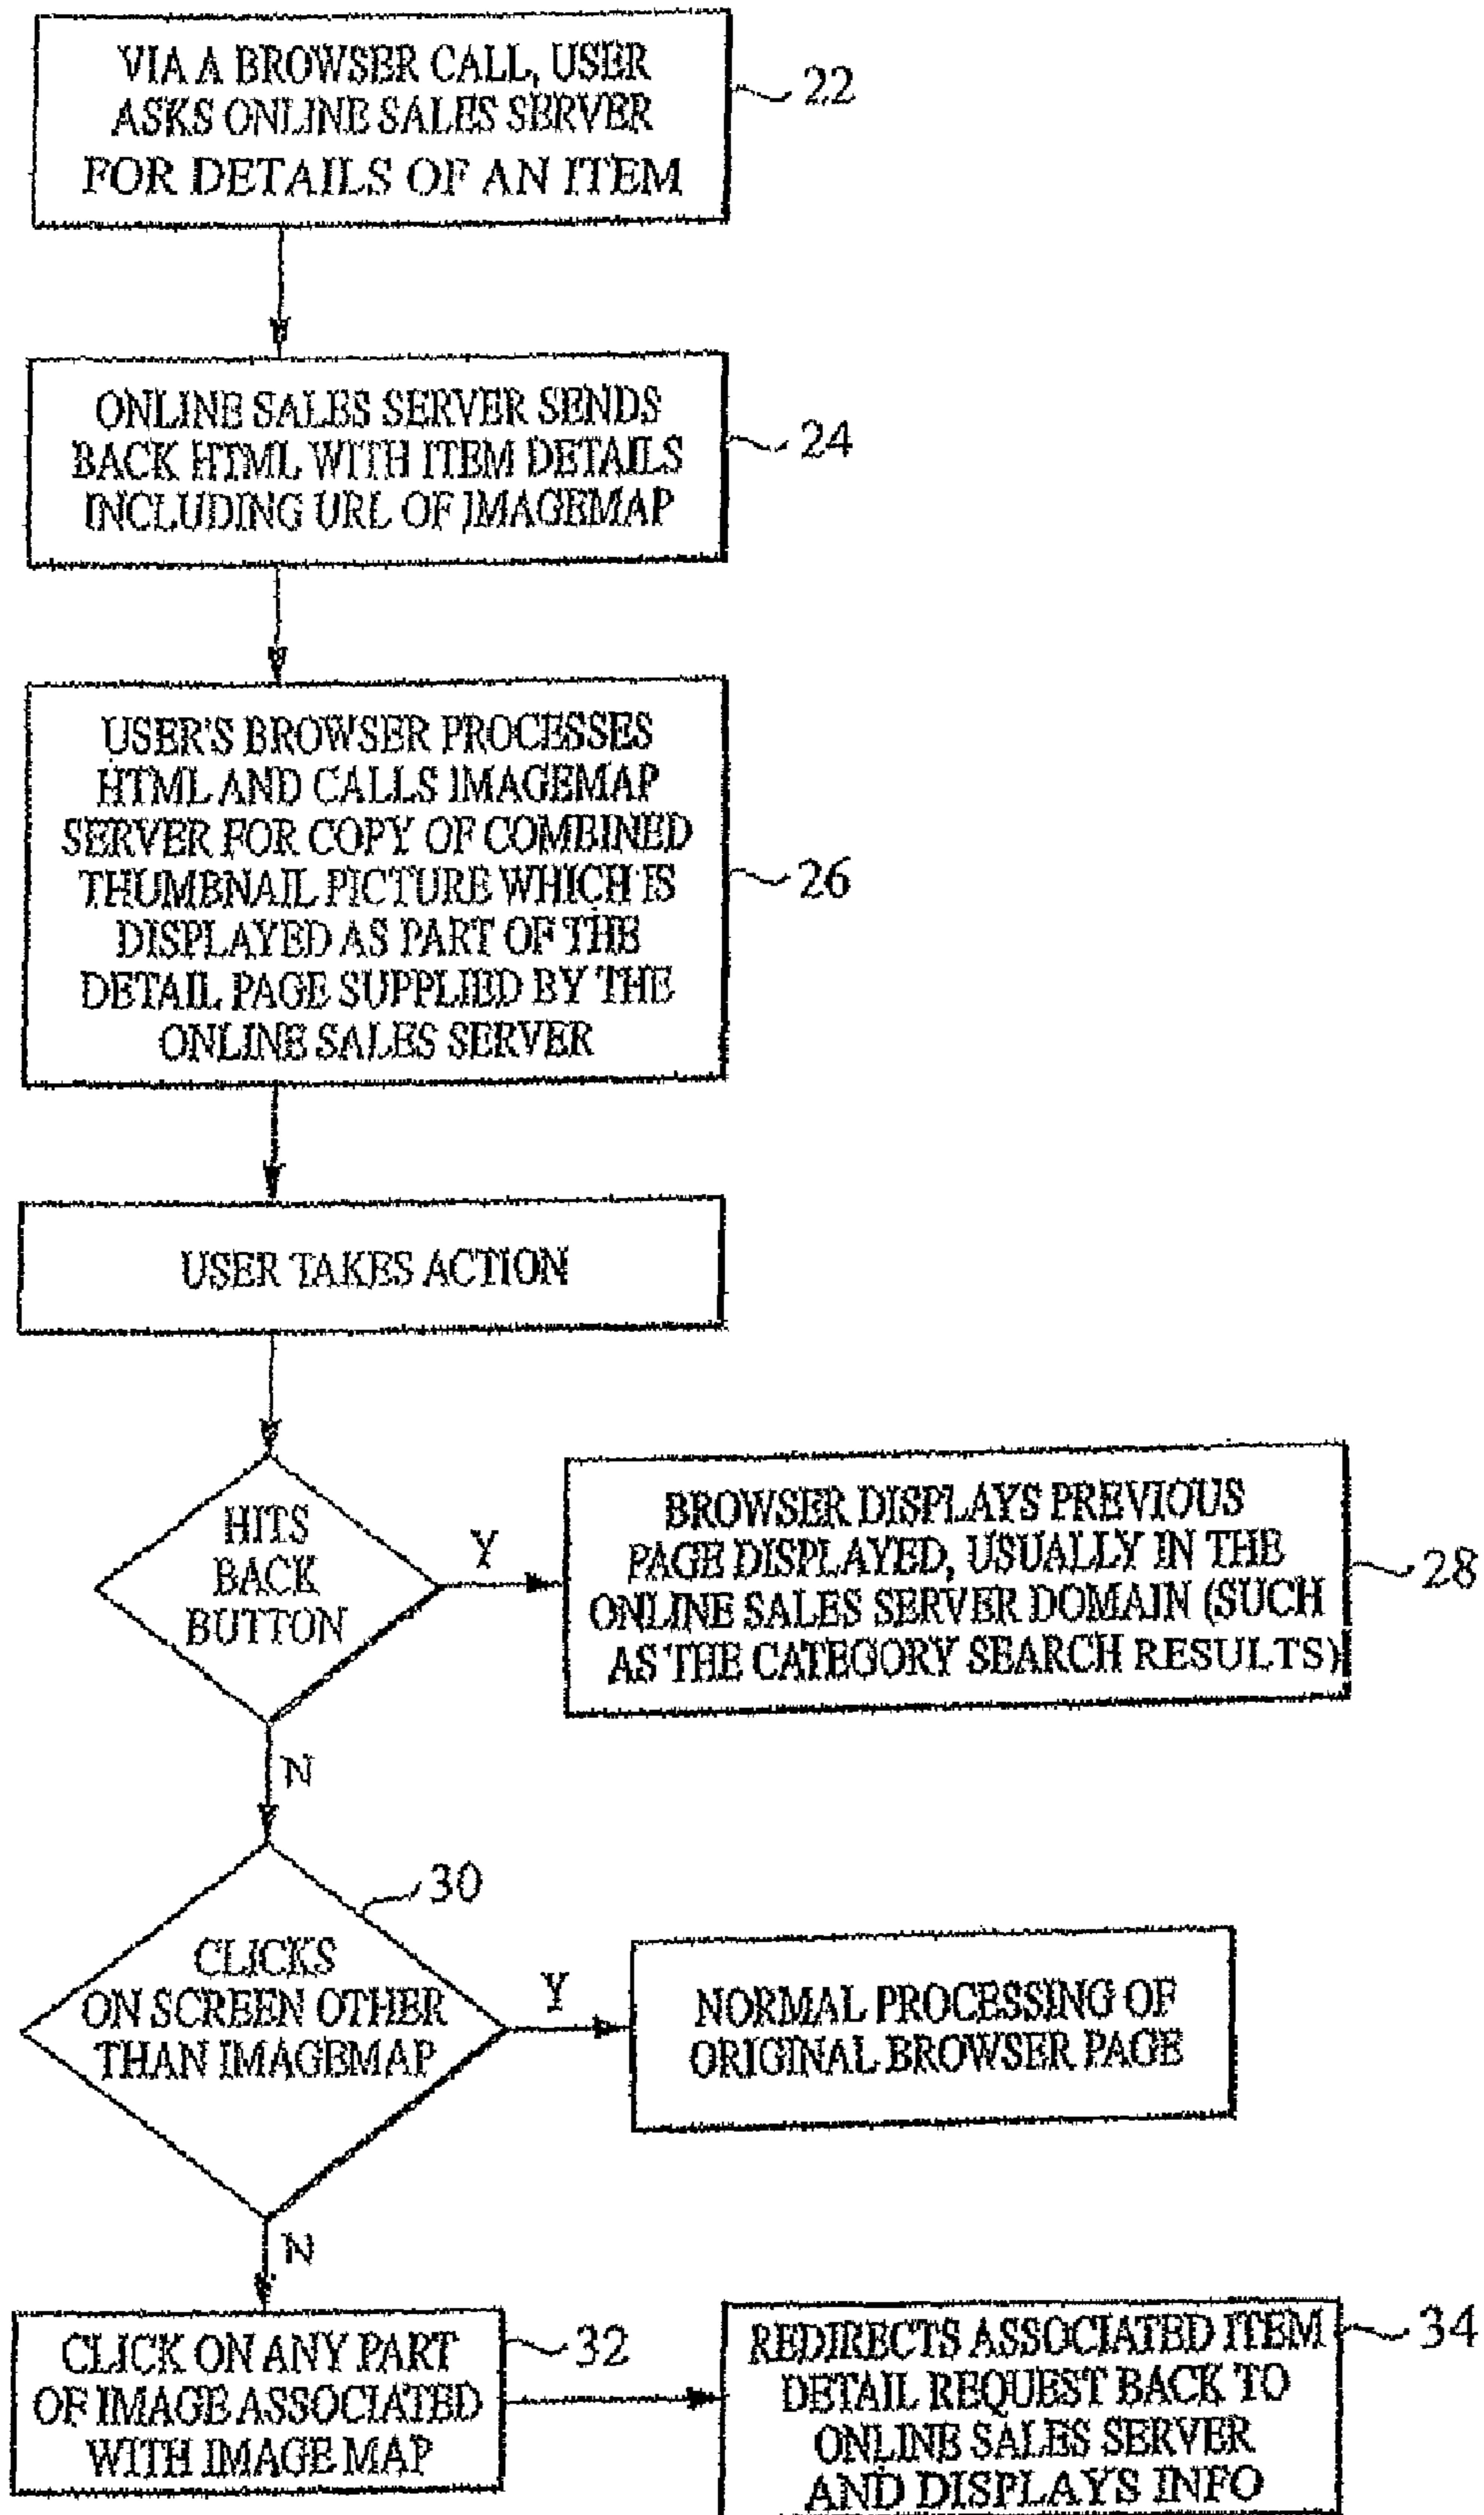 VIA A BROWSER CALL, USER
ASKS ONLINE SALES SERVER
FOR DETAILS OF AN ITEM
22
ONLINE SALES SERVER SENDS
BACK HTML WITH ITEM DETAILS
INCLUDING URL OF IMAGEMAP
24
USER'S BROWSER PROCESSES
HTML AND CALLS IMAGEMAP
SERVER FOR COPY OF COMBINED
THUMBNAIL PICTURE WHICH IS
DISPLAYED AS PART OF THE
DETAIL PAGE SUPPLIED BY THE
ONLINE SALES SERVER
26
USER TAKES ACTION
HITS
BACK
BUTTON
Y
BROWSER DISPLAYS PREVIOUS
PAGE DISPLAYED, USUALLY IN THE
ONLINE SALES SERVER DOMAIN (SUCH
AS THE CATEGORY SEARCH RESULTS)
28
N
30
CLICKS
ON SCREEN OTHER
THAN IMAGEMAP
Y
NORMAL PROCESSING OF
ORIGINAL BROWSER PAGE
N
CLICK ON ANY PART
OF IMAGE ASSOCIATED
WITH IMAGE MAP
32
REDIRECTS ASSOCIATED ITEM
DETAIL REQUEST BACK TO
ONLINE SALES SERVER
AND DISPLAYS INFO
34